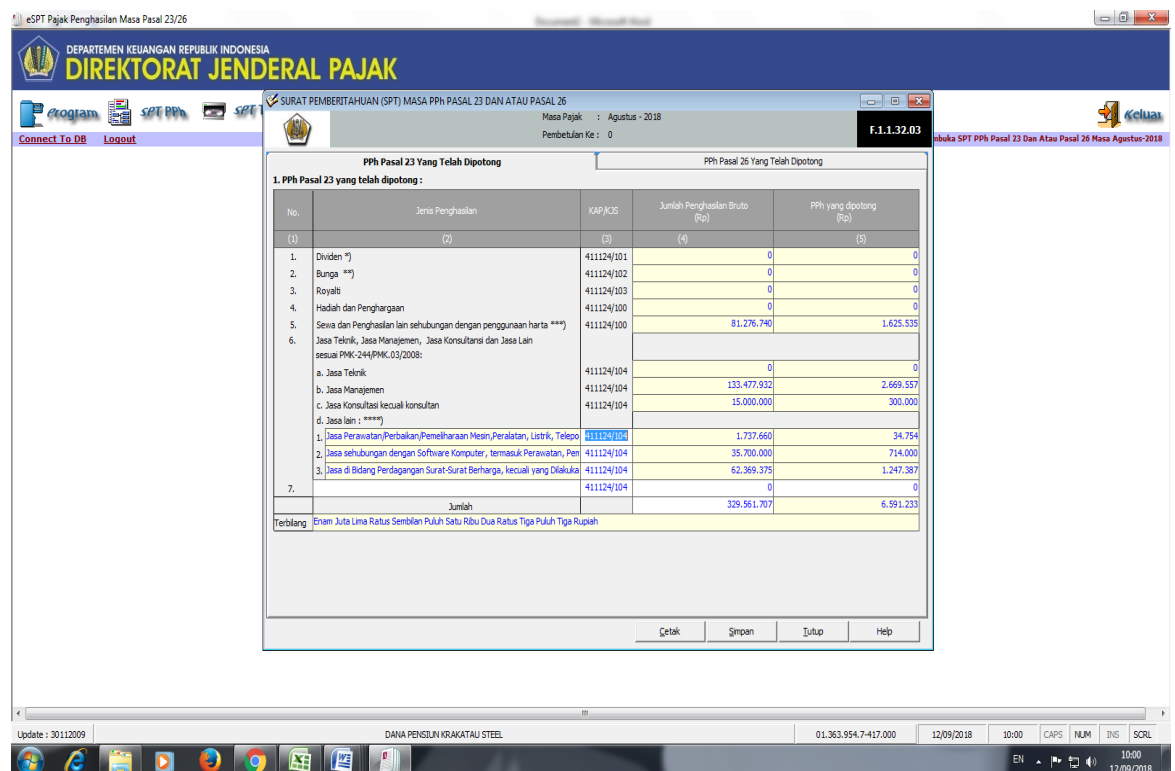 eSPT Pajak Penghasilan Masa Pasal 23/26
Document2 - Microsoft Word
DEPARTEMEN KEUANGAN REPUBLIK INDONESIA
DIREKTORAT JENDERAL PAJAK
Program SPT PPh SPT
Keluar
Connect To DB Logout
mbuka SPT PPh Pasal 23 Dan Atau Pasal 26 Masa Agustus-2018
SURAT PEMBERITAHUAN (SPT) MASA PPh PASAL 23 DAN ATAU PASAL 26
Masa Pajak : Agustus - 2018
Pembetulan Ke : 0
F.1.1.32.03
PPh Pasal 23 Yang Telah Dipotong
PPh Pasal 26 Yang Telah Dipotong
1. PPh Pasal 23 yang telah dipotong :
No. Jenis Penghasilan KAP/KJS Jumlah Penghasilan Bruto (Rp) PPh yang dipotong (Rp)
(1) (2) (3) (4) (5)
1. Dividen *) 411124/101 0 0
2. Bunga **) 411124/102 0 0
3. Royalti 411124/103 0 0
4. Hadiah dan Penghargaan 411124/100 0 0
5. Sewa dan Penghasilan lain sehubungan dengan penggunaan harta ***) 411124/100 81.276.740 1.625.535
6. Jasa Teknik, Jasa Manajemen, Jasa Konsultansi dan Jasa Lain
sesuai PMK-244/PMK.03/2008:
a. Jasa Teknik 411124/104 0 0
b. Jasa Manajemen 411124/104 133.477.932 2.669.557
c. Jasa Konsultasi kecuali konsultan 411124/104 15.000.000 300.000
d. Jasa lain : ****)
1. Jasa Perawatan/Perbaikan/Pemeliharaan Mesin,Peralatan, Listrik, Telepo 411124/104 1.737.660 34.754
2. Jasa sehubungan dengan Software Komputer, termasuk Perawatan, Pem 411124/104 35.700.000 714.000
3. Jasa di Bidang Perdagangan Surat-Surat Berharga, kecuali yang Dilakuka 411124/104 62.369.375 1.247.387
7. 411124/104 0 0
Jumlah 329.561.707 6.591.233
Terbilang Enam Juta Lima Ratus Sembilan Puluh Satu Ribu Dua Ratus Tiga Puluh Tiga Rupiah
Cetak Simpan Tutup Help
Update : 30112009 DANA PENSIUN KRAKATAU STEEL 01.363.954.7-417.000 12/09/2018 10:00 CAPS NUM INS SCRL
EN 10:00
12/09/2018